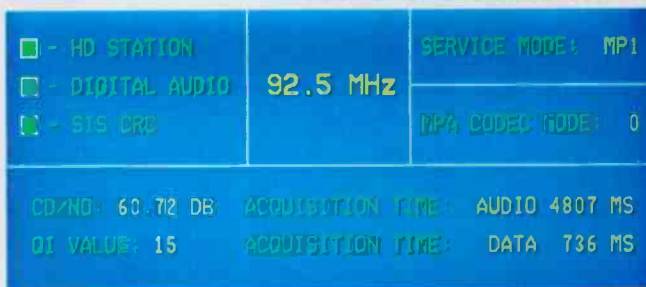 - HD STATION
- DIGITAL AUDIO
- SIS CRC
92.5 MHz
SERVICE MODE: MP1
MPA CODEC MODE: 0
CD/NO: 60.72 DB ACQUISITION TIME: AUDIO 4807 MS
QI VALUE: 15 ACQUISITION TIME: DATA 736 MS